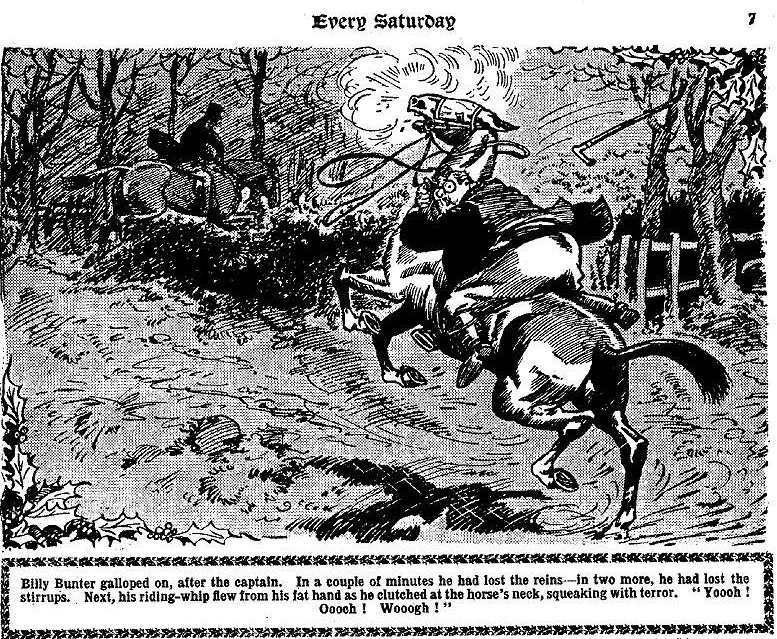 Every Saturday
7
Billy Bunter galloped on, after the captain. In a couple of minutes he had lost the reins—in two more, he had lost the
stirrups. Next, his riding-whip flew from his fat hand as he clutched at the horse's neck, squeaking with terror. "Yoooh!
Ooooh! Wooogh!"